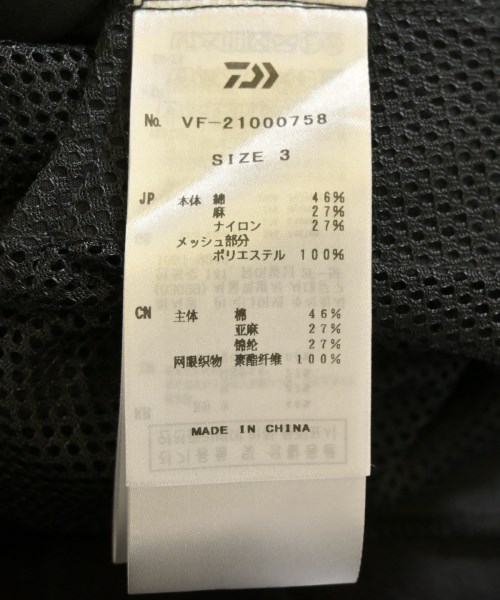 No. VF-21000758
SIZE 3
JP 本体 綿 46%
麻 27%
ナイロン 27%
メッシュ部分
ポリエステル 100%
CN 主体 棉 46%
亚麻 27%
锦纶 27%
网眼织物 聚酯纤维 100%
MADE IN CHINA